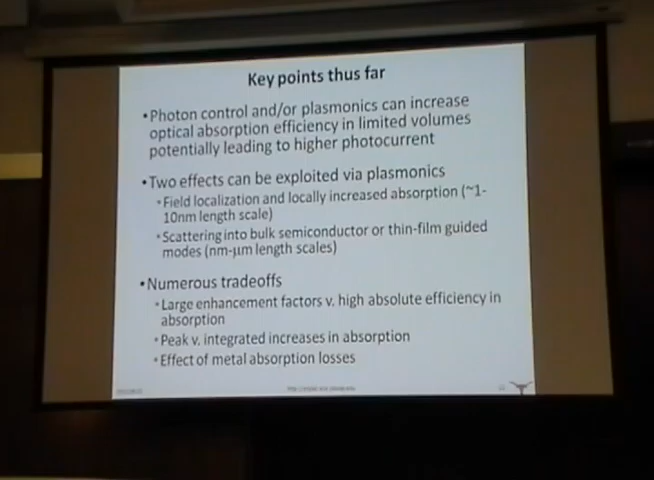 Key points thus far
•Photon control and/or plasmonics can increase
optical absorption efficiency in limited volumes
potentially leading to higher photocurrent
•Two effects can be exploited via plasmonics
•Field localization and locally increased absorption (~1-
10nm length scale)
•Scattering into bulk semiconductor or thin-film guided
modes (nm-μm length scales)
•Numerous tradeoffs
•Large enhancement factors v. high absolute efficiency in
absorption
•Peak v. integrated increases in absorption
•Effect of metal absorption losses